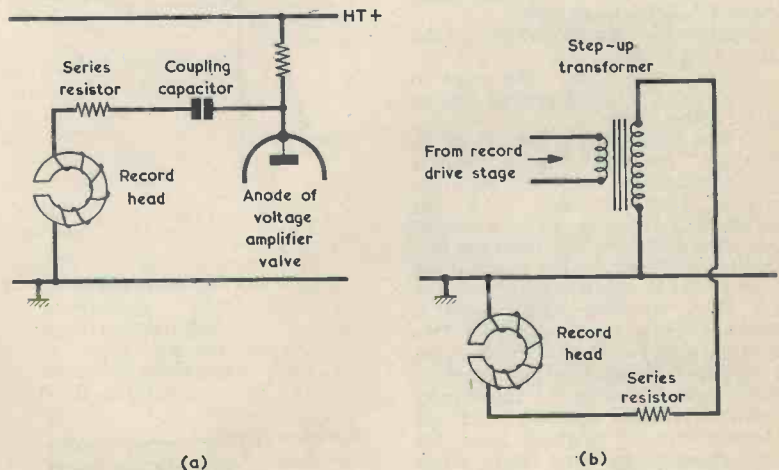 HT+
Series
resistor
Coupling
capacitor
Record
head
Anode of
voltage
amplifier
valve
(a)
Step-up
transformer
From record
drive stage
Record
head
Series
resistor
(b)